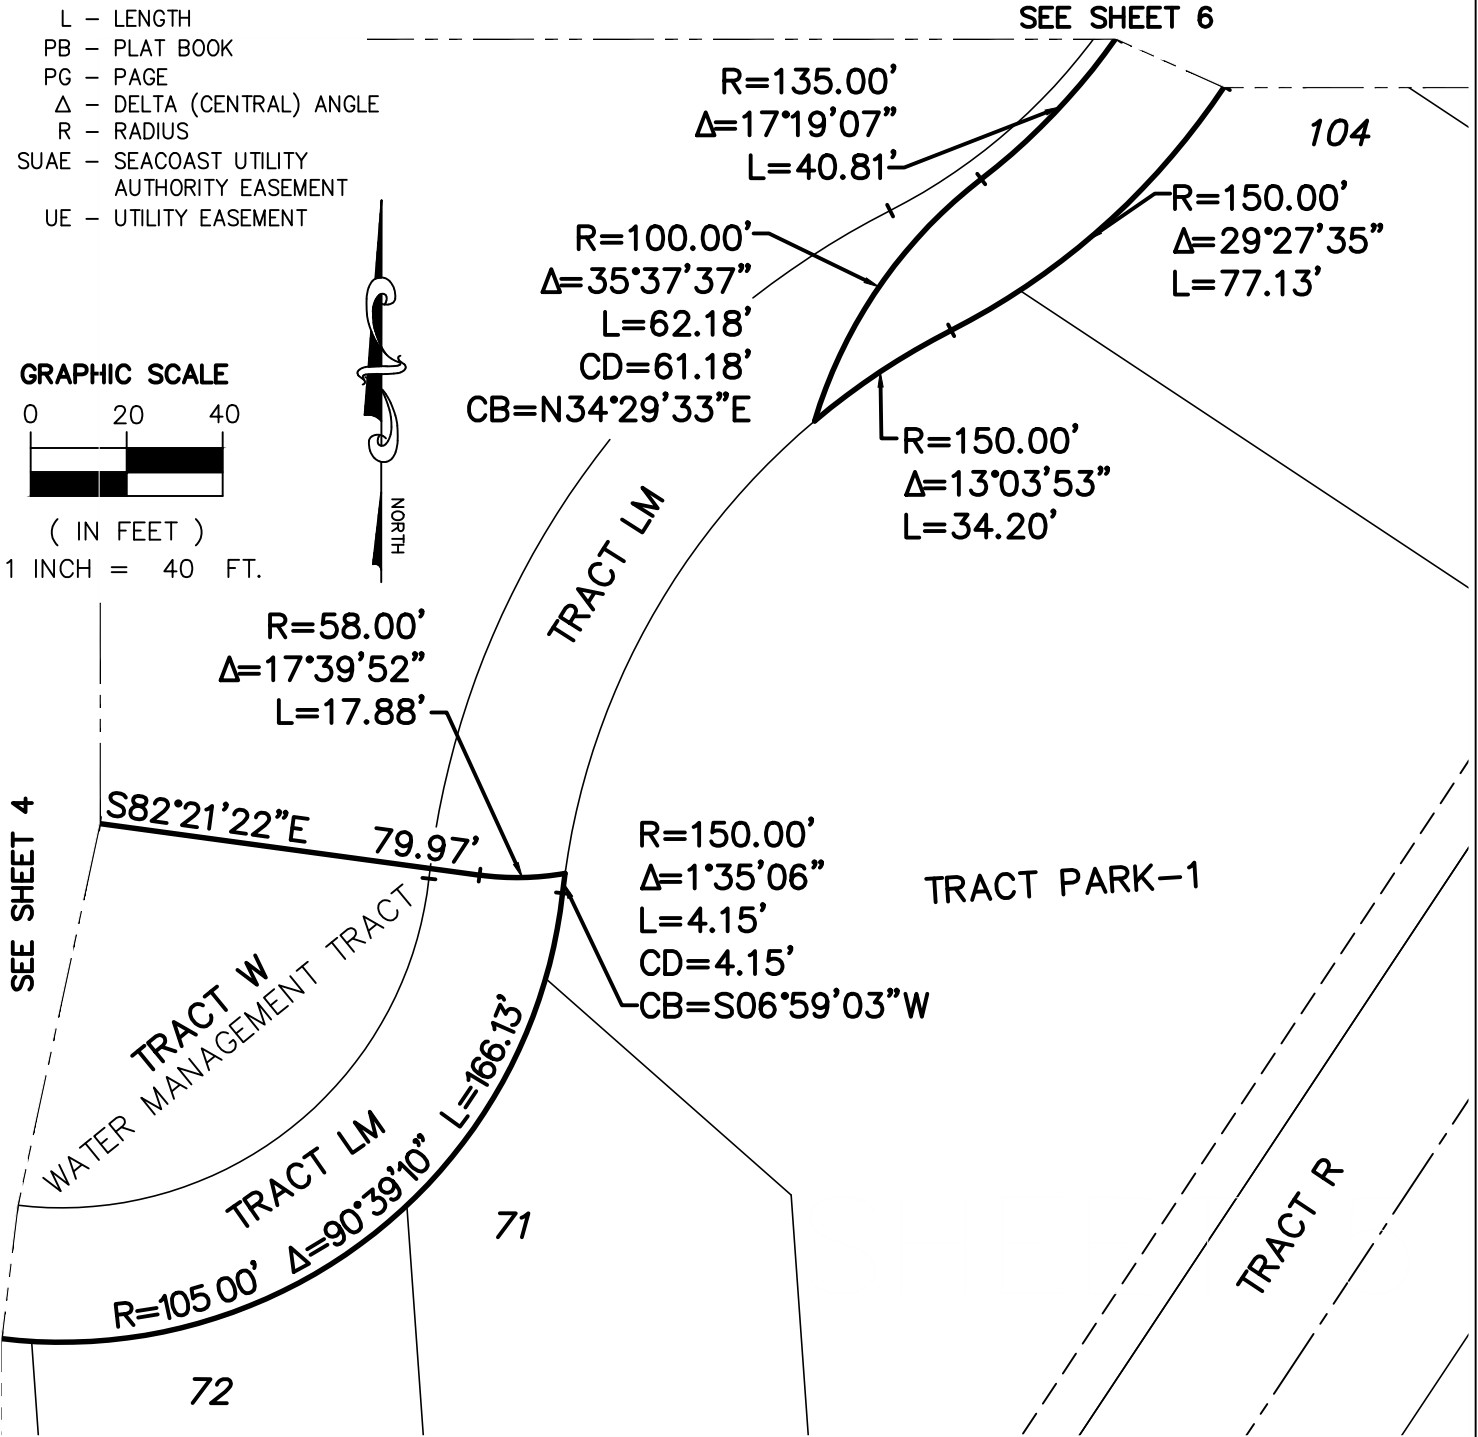 L – LENGTH
PB – PLAT BOOK
PG – PAGE
Δ – DELTA (CENTRAL) ANGLE
R – RADIUS
SUAE – SEACOAST UTILITY
AUTHORITY EASEMENT
UE – UTILITY EASEMENT
SEE SHEET 6
R=135.00'
Δ=17°19'07"
L=40.81'
104
R=150.00'
Δ=29°27'35"
L=77.13'
R=100.00'
Δ=35°37'37"
L=62.18'
CD=61.18'
CB=N34°29'33"E
GRAPHIC SCALE
0 20 40
( IN FEET )
1 INCH = 40 FT.
NORTH
R=150.00'
Δ=13°03'53"
L=34.20'
TRACT LM
R=58.00'
Δ=17°39'52"
L=17.88'
SEE SHEET 4
S82°21'22"E 79.97'
R=150.00'
Δ=1°35'06"
L=4.15'
CD=4.15'
CB=S06°59'03"W
TRACT PARK–1
TRACT W
WATER MANAGEMENT TRACT
TRACT LM
R=105 00' Δ=90°39'10" L=166.13'
71
72
TRACT R